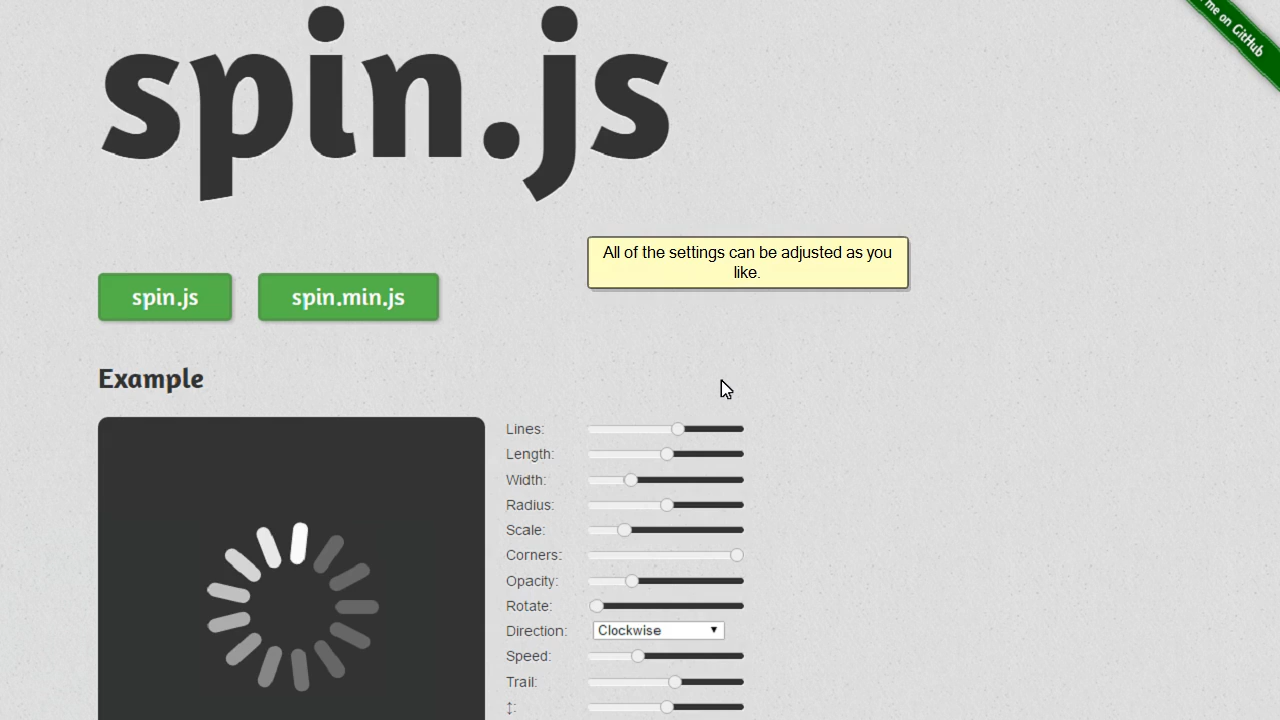 spin.js
me on GitHub
All of the settings can be adjusted as you
like.
spin.js
spin.min.js
Example
Lines:
Length:
Width:
Radius:
Scale:
Corners:
Opacity:
Rotate:
Direction: Clockwise
Speed:
Trail:
↕: